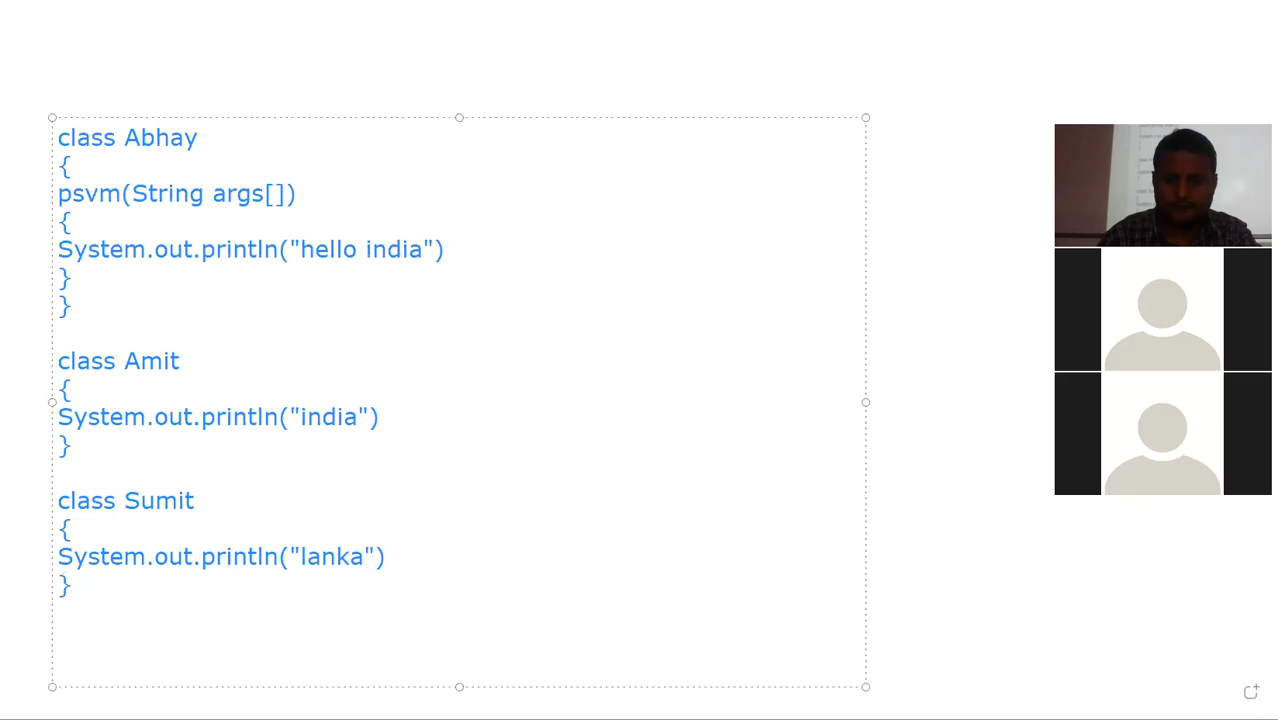 class Abhay
{
psvm(String args[])
{
System.out.println("hello india")
}
}
class Amit
{
System.out.println("india")
}
class Sumit
{
System.out.println("lanka")
}